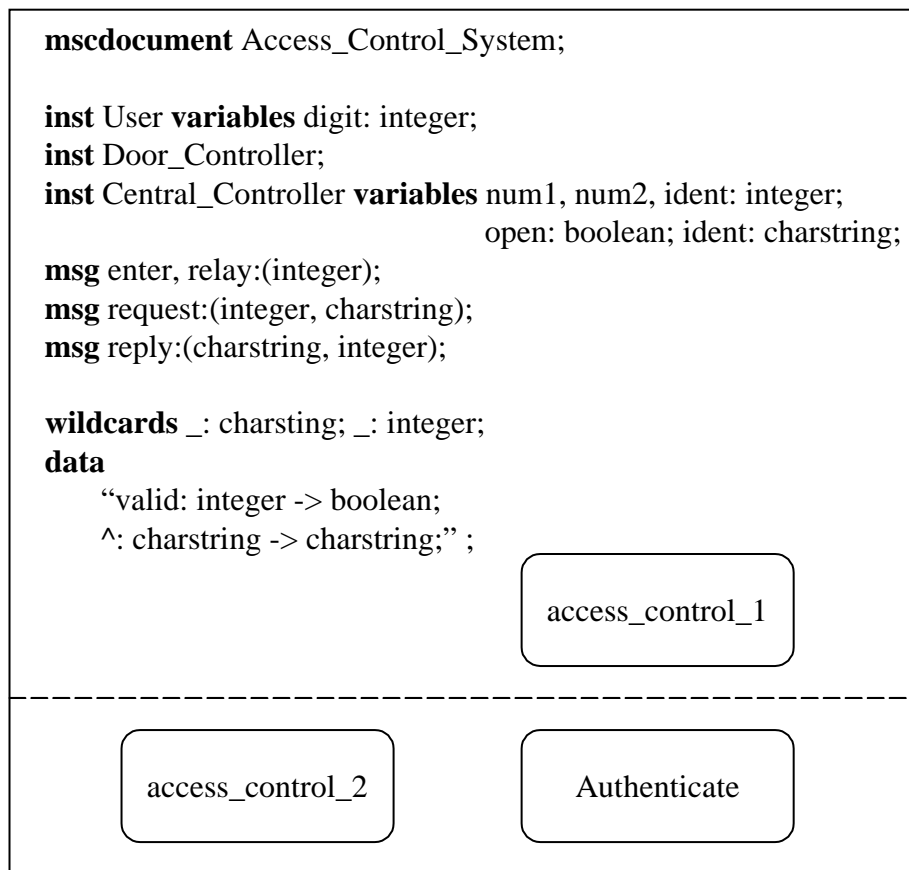 mscdocument Access_Control_System;
inst User variables digit: integer;
inst Door_Controller;
inst Central_Controller variables num1, num2, ident: integer;
open: boolean; ident: charstring;
msg enter, relay:(integer);
msg request:(integer, charstring);
msg reply:(charstring, integer);
wildcards _: charsting; _: integer;
data
“valid: integer -> boolean;
^: charstring -> charstring;” ;
access_control_1
access_control_2
Authenticate